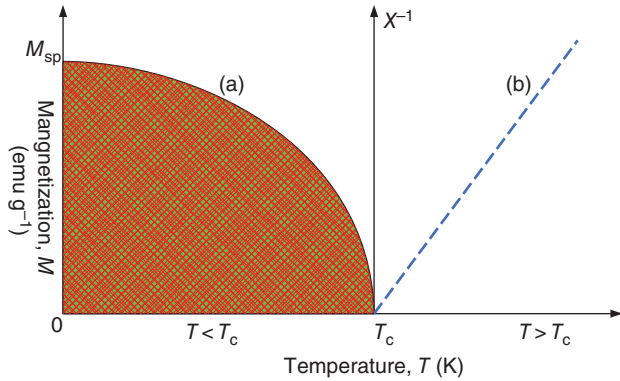 X⁻¹
M_sp
(a)
(b)
Mangnetization, M
(emu g⁻¹)
0
T < T_c
T_c
T > T_c
Temperature, T (K)